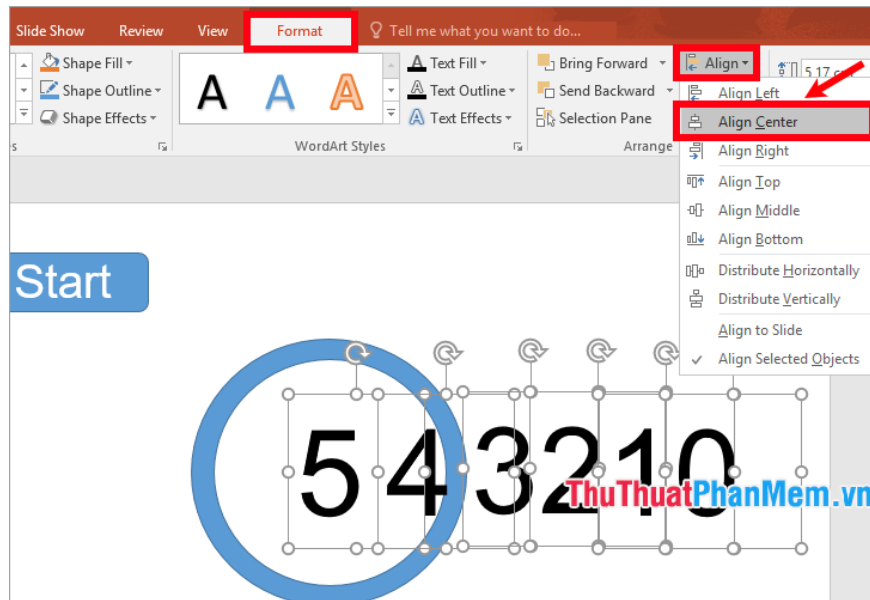 Slide Show Review View Format Tell me what you want to do...
Shape Fill Text Fill Bring Forward Align
Shape Outline Text Outline Send Backward
Shape Effects Text Effects Selection Pane
A A A
WordArt Styles Arrange
Align Left
Align Center
Align Right
Align Top
Align Middle
Align Bottom
Distribute Horizontally
Distribute Vertically
Align to Slide
Align Selected Objects
Start
5 4 3 2 1 0
ThuThuatPhanMem.vn